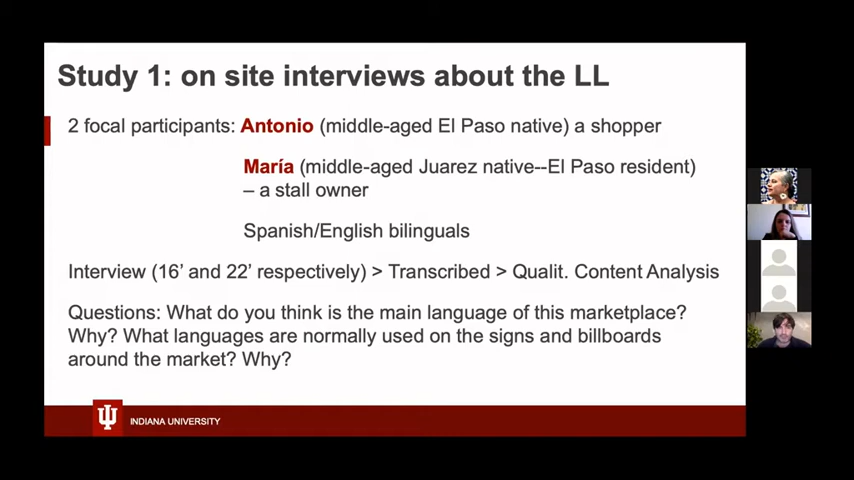 Study 1: on site interviews about the LL
2 focal participants: Antonio (middle-aged El Paso native) a shopper
María (middle-aged Juarez native--El Paso resident)
– a stall owner
Spanish/English bilinguals
Interview (16’ and 22’ respectively) > Transcribed > Qualit. Content Analysis
Questions: What do you think is the main language of this marketplace?
Why? What languages are normally used on the signs and billboards
around the market? Why?
INDIANA UNIVERSITY